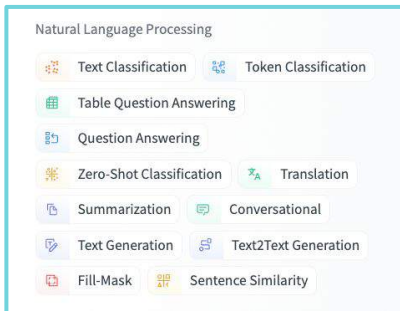 Natural Language Processing
Text Classification Token Classification
Table Question Answering
Question Answering
Zero-Shot Classification Translation
Summarization Conversational
Text Generation Text2Text Generation
Fill-Mask Sentence Similarity